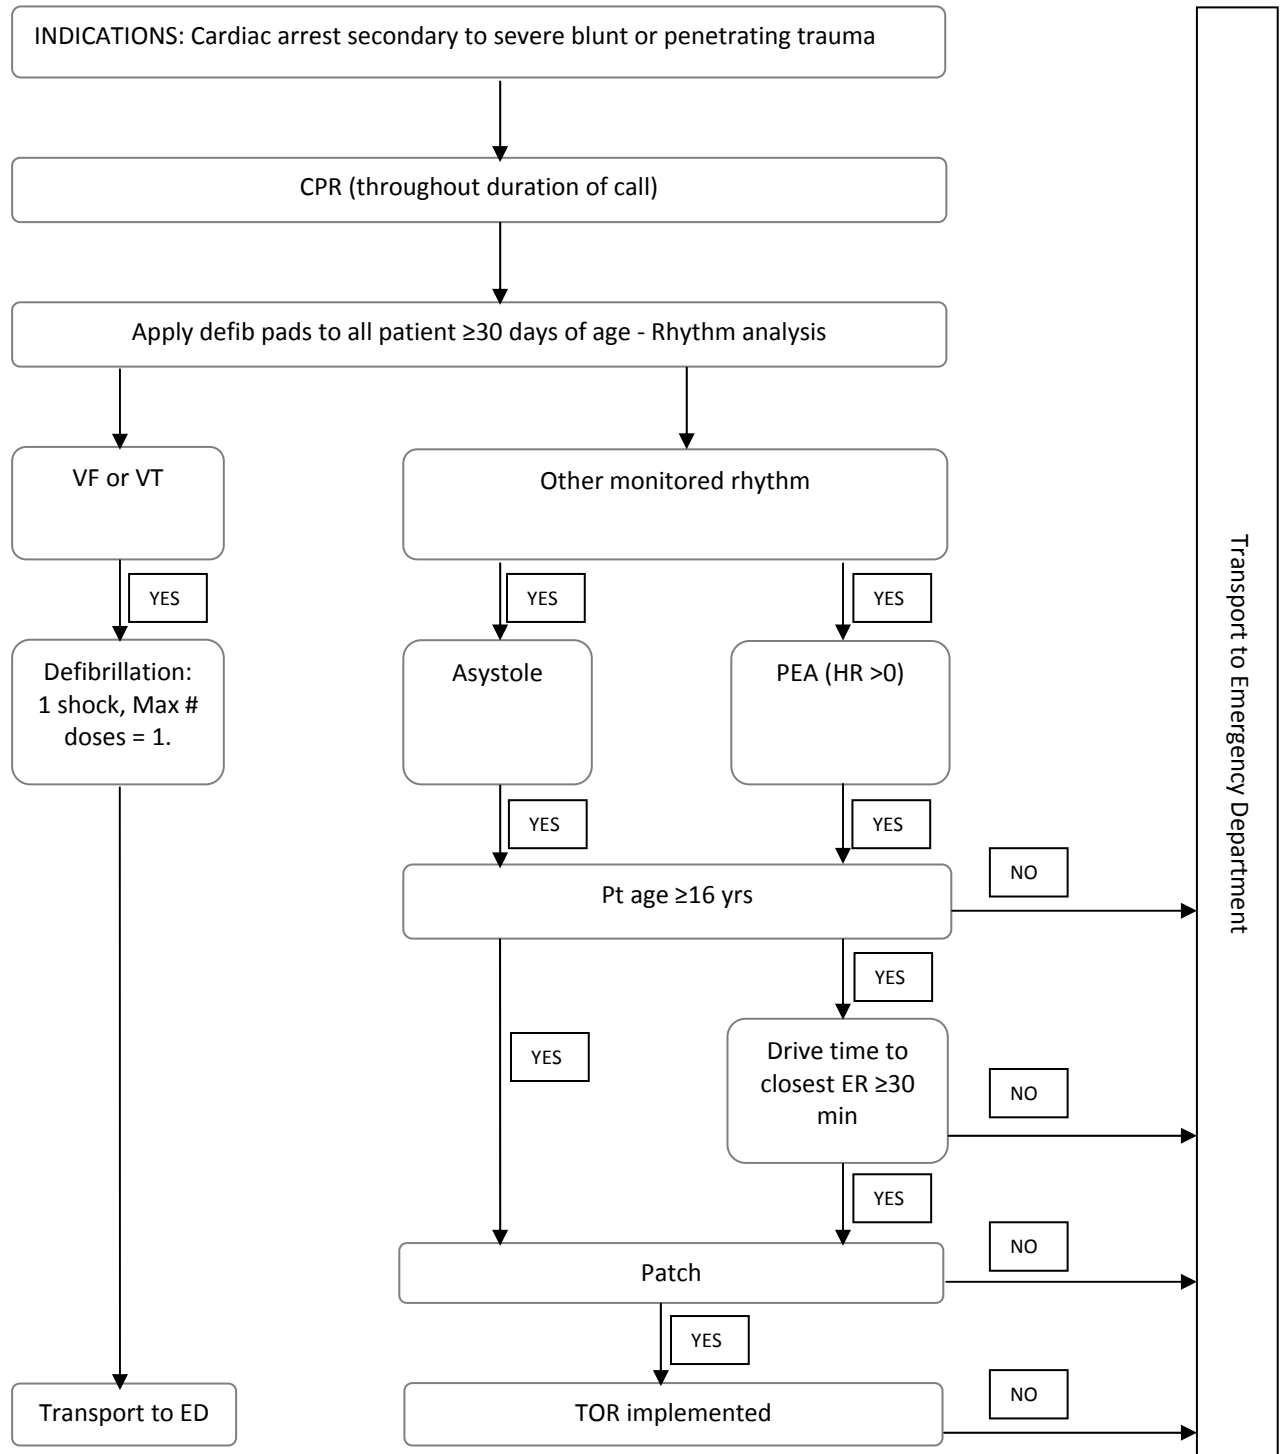 INDICATIONS: Cardiac arrest secondary to severe blunt or penetrating trauma
CPR (throughout duration of call)
Apply defib pads to all patient ≥30 days of age - Rhythm analysis
VF or VT
Other monitored rhythm
YES
YES
YES
Defibrillation:
1 shock, Max #
doses = 1.
Asystole
PEA (HR >0)
YES
YES
Pt age ≥16 yrs
NO
YES
YES
Drive time to
closest ER ≥30
min
NO
YES
Patch
NO
YES
Transport to ED
TOR implemented
NO
Transport to Emergency Department